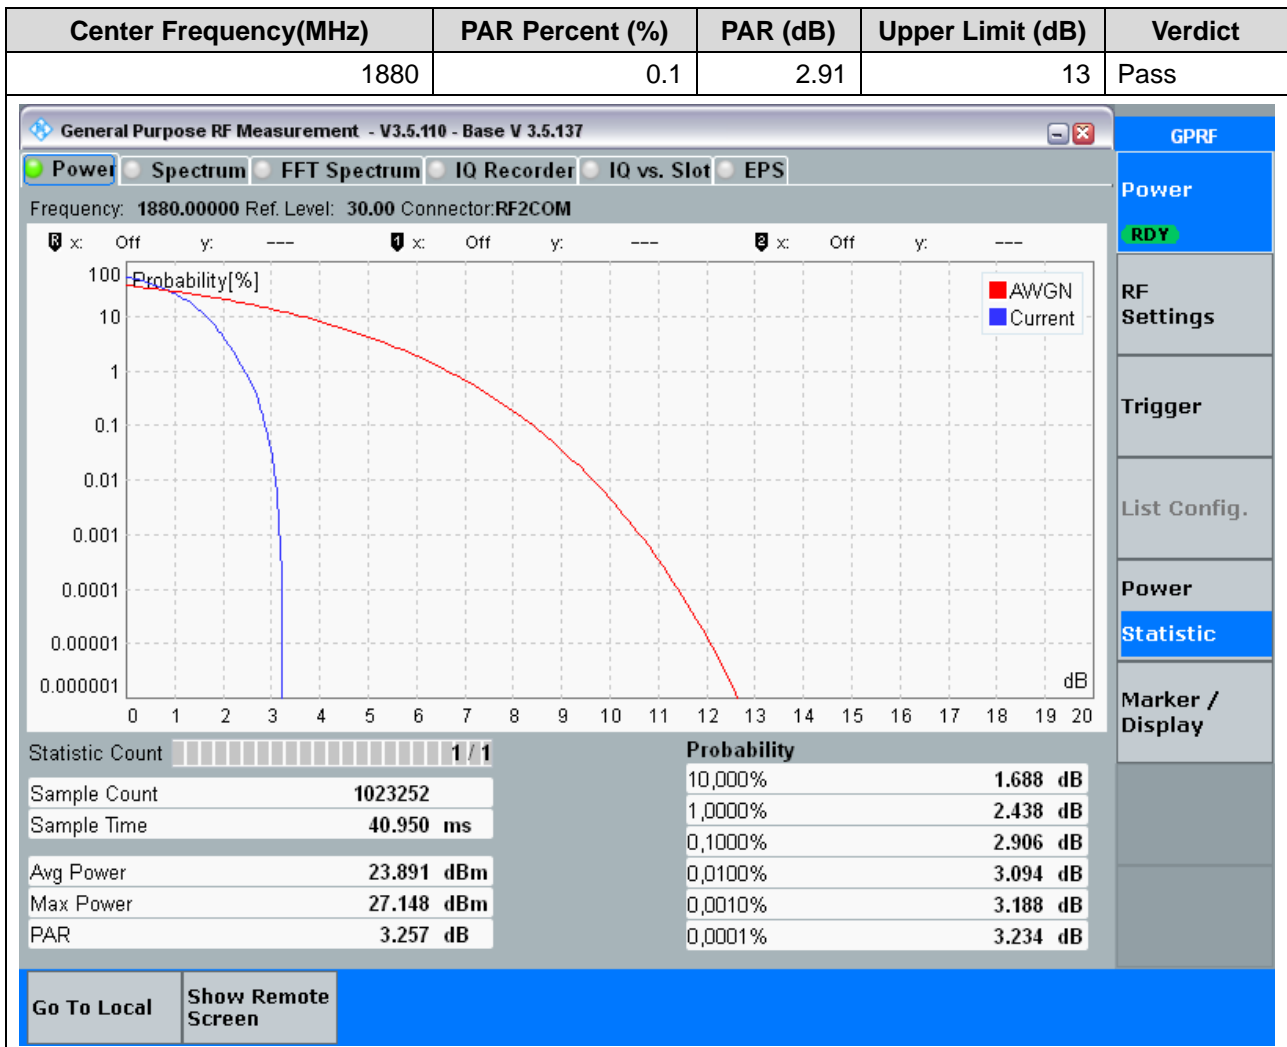 Center Frequency(MHz) PAR Percent (%) PAR (dB) Upper Limit (dB) Verdict
1880 0.1 2.91 13 Pass
General Purpose RF Measurement - V3.5.110 - Base V 3.5.137
GPRF
Power Spectrum FFT Spectrum IQ Recorder IQ vs. Slot EPS
Power
RDY
Frequency: 1880.00000 Ref. Level: 30.00 Connector:RF2COM
R x: Off y: --- 1 x: Off y: --- 2 x: Off y: ---
Probability[%]
AWGN
Current
100
10
1
0.1
0.01
0.001
0.0001
0.00001
0.000001
dB
0 1 2 3 4 5 6 7 8 9 10 11 12 13 14 15 16 17 18 19 20
RF
Settings
Trigger
List Config.
Power
Statistic
Marker /
Display
Statistic Count 1 / 1
Sample Count 1023252
Sample Time 40.950 ms
Avg Power 23.891 dBm
Max Power 27.148 dBm
PAR 3.257 dB
Probability
10,000% 1.688 dB
1,0000% 2.438 dB
0,1000% 2.906 dB
0,0100% 3.094 dB
0,0010% 3.188 dB
0,0001% 3.234 dB
Go To Local
Show Remote
Screen